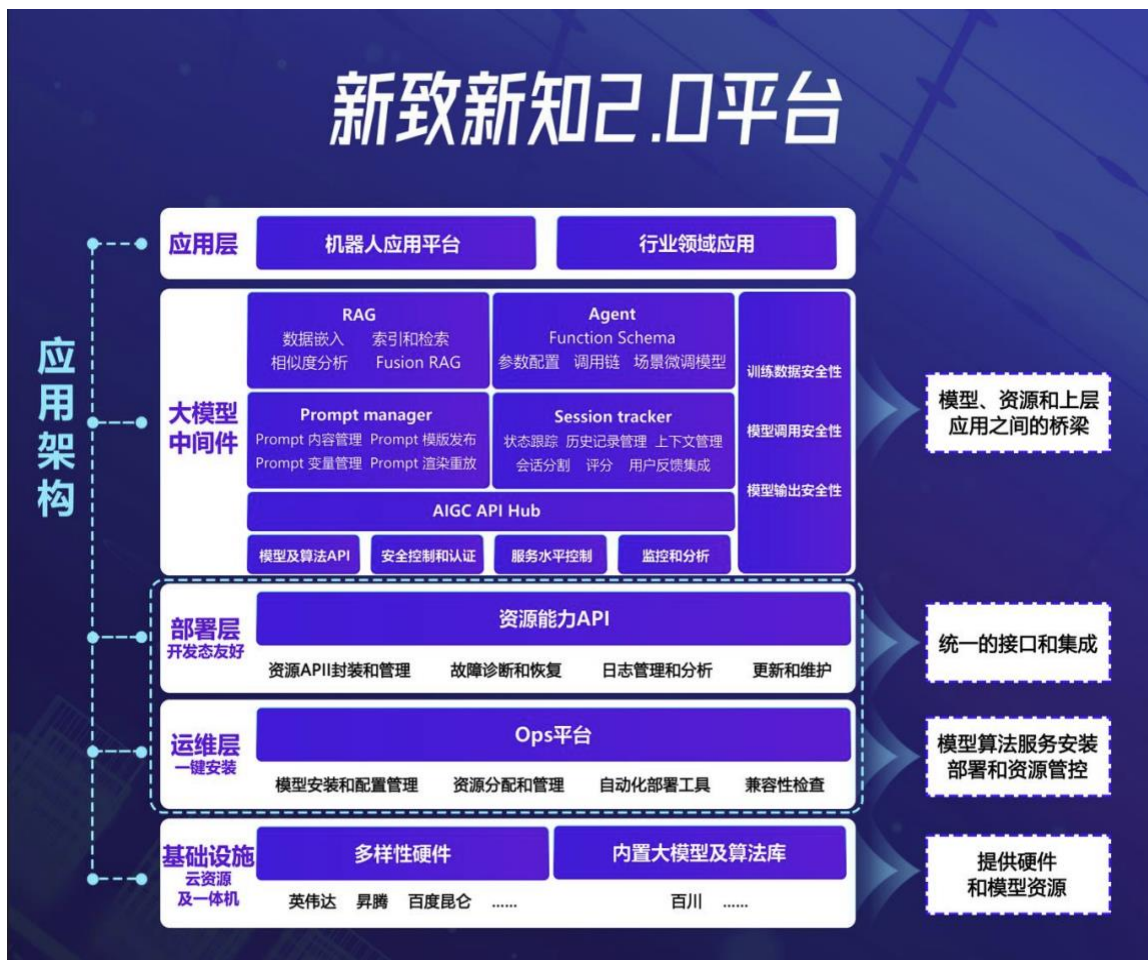 新致新知2.0平台
应用架构
应用层
机器人应用平台
行业领域应用
大模型
中间件
RAG
数据嵌入 索引和检索
相似度分析 Fusion RAG
Agent
Function Schema
参数配置 调用链 场景微调模型
Prompt manager
Prompt 内容管理 Prompt 模版发布
Prompt 变量管理 Prompt 渲染重放
Session tracker
状态跟踪 历史记录管理 上下文管理
会话分割 评分 用户反馈集成
AIGC API Hub
模型及算法API
安全控制和认证
服务水平控制
监控和分析
训练数据安全性
模型调用安全性
模型输出安全性
模型、资源和上层
应用之间的桥梁
部署层
开发态友好
资源能力API
资源APII封装和管理 故障诊断和恢复 日志管理和分析 更新和维护
统一的接口和集成
运维层
一键安装
Ops平台
模型安装和配置管理 资源分配和管理 自动化部署工具 兼容性检查
模型算法服务安装
部署和资源管控
基础设施
云资源
及一体机
多样性硬件
英伟达 昇腾 百度昆仑 ......
内置大模型及算法库
百川 ......
提供硬件
和模型资源